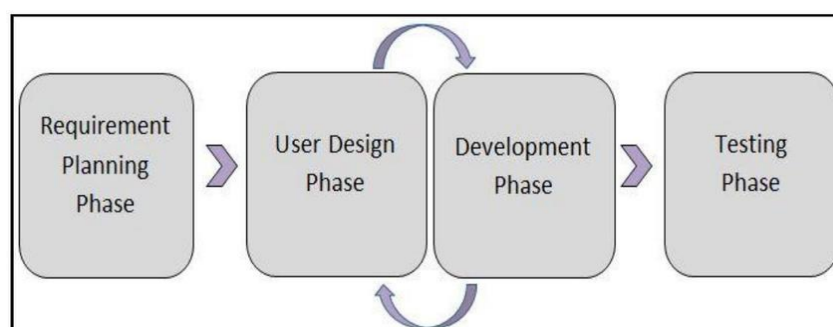 Requirement
Planning
Phase
User Design
Phase
Development
Phase
Testing
Phase